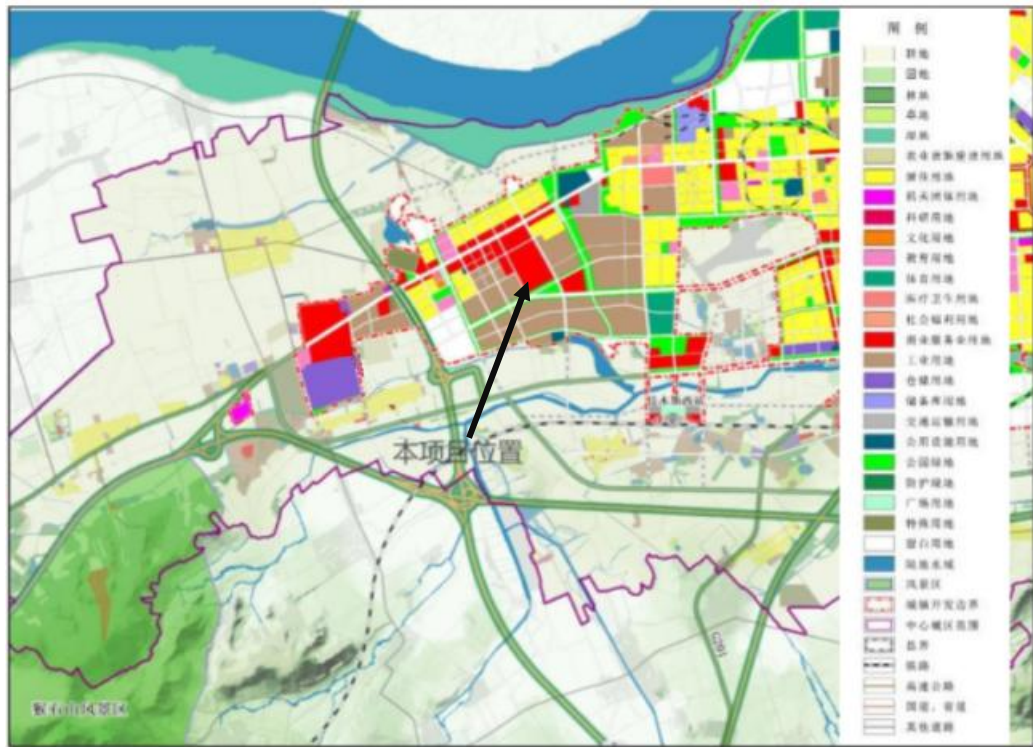 图 例
耕地
园地
林地
草地
湿地
农业设施建设用地
居住用地
机关团体用地
科研用地
文化用地
教育用地
体育用地
医疗卫生用地
社会福利用地
商业服务业用地
工业用地
仓储用地
储备库用地
交通运输用地
公用设施用地
公园绿地
防护绿地
广场用地
特殊用地
留白用地
陆地水域
风景区
城镇开发边界
中心城区范围
县界
铁路
高速公路
国道、省道
其他道路
本项目位置
G201
猴石山风景区